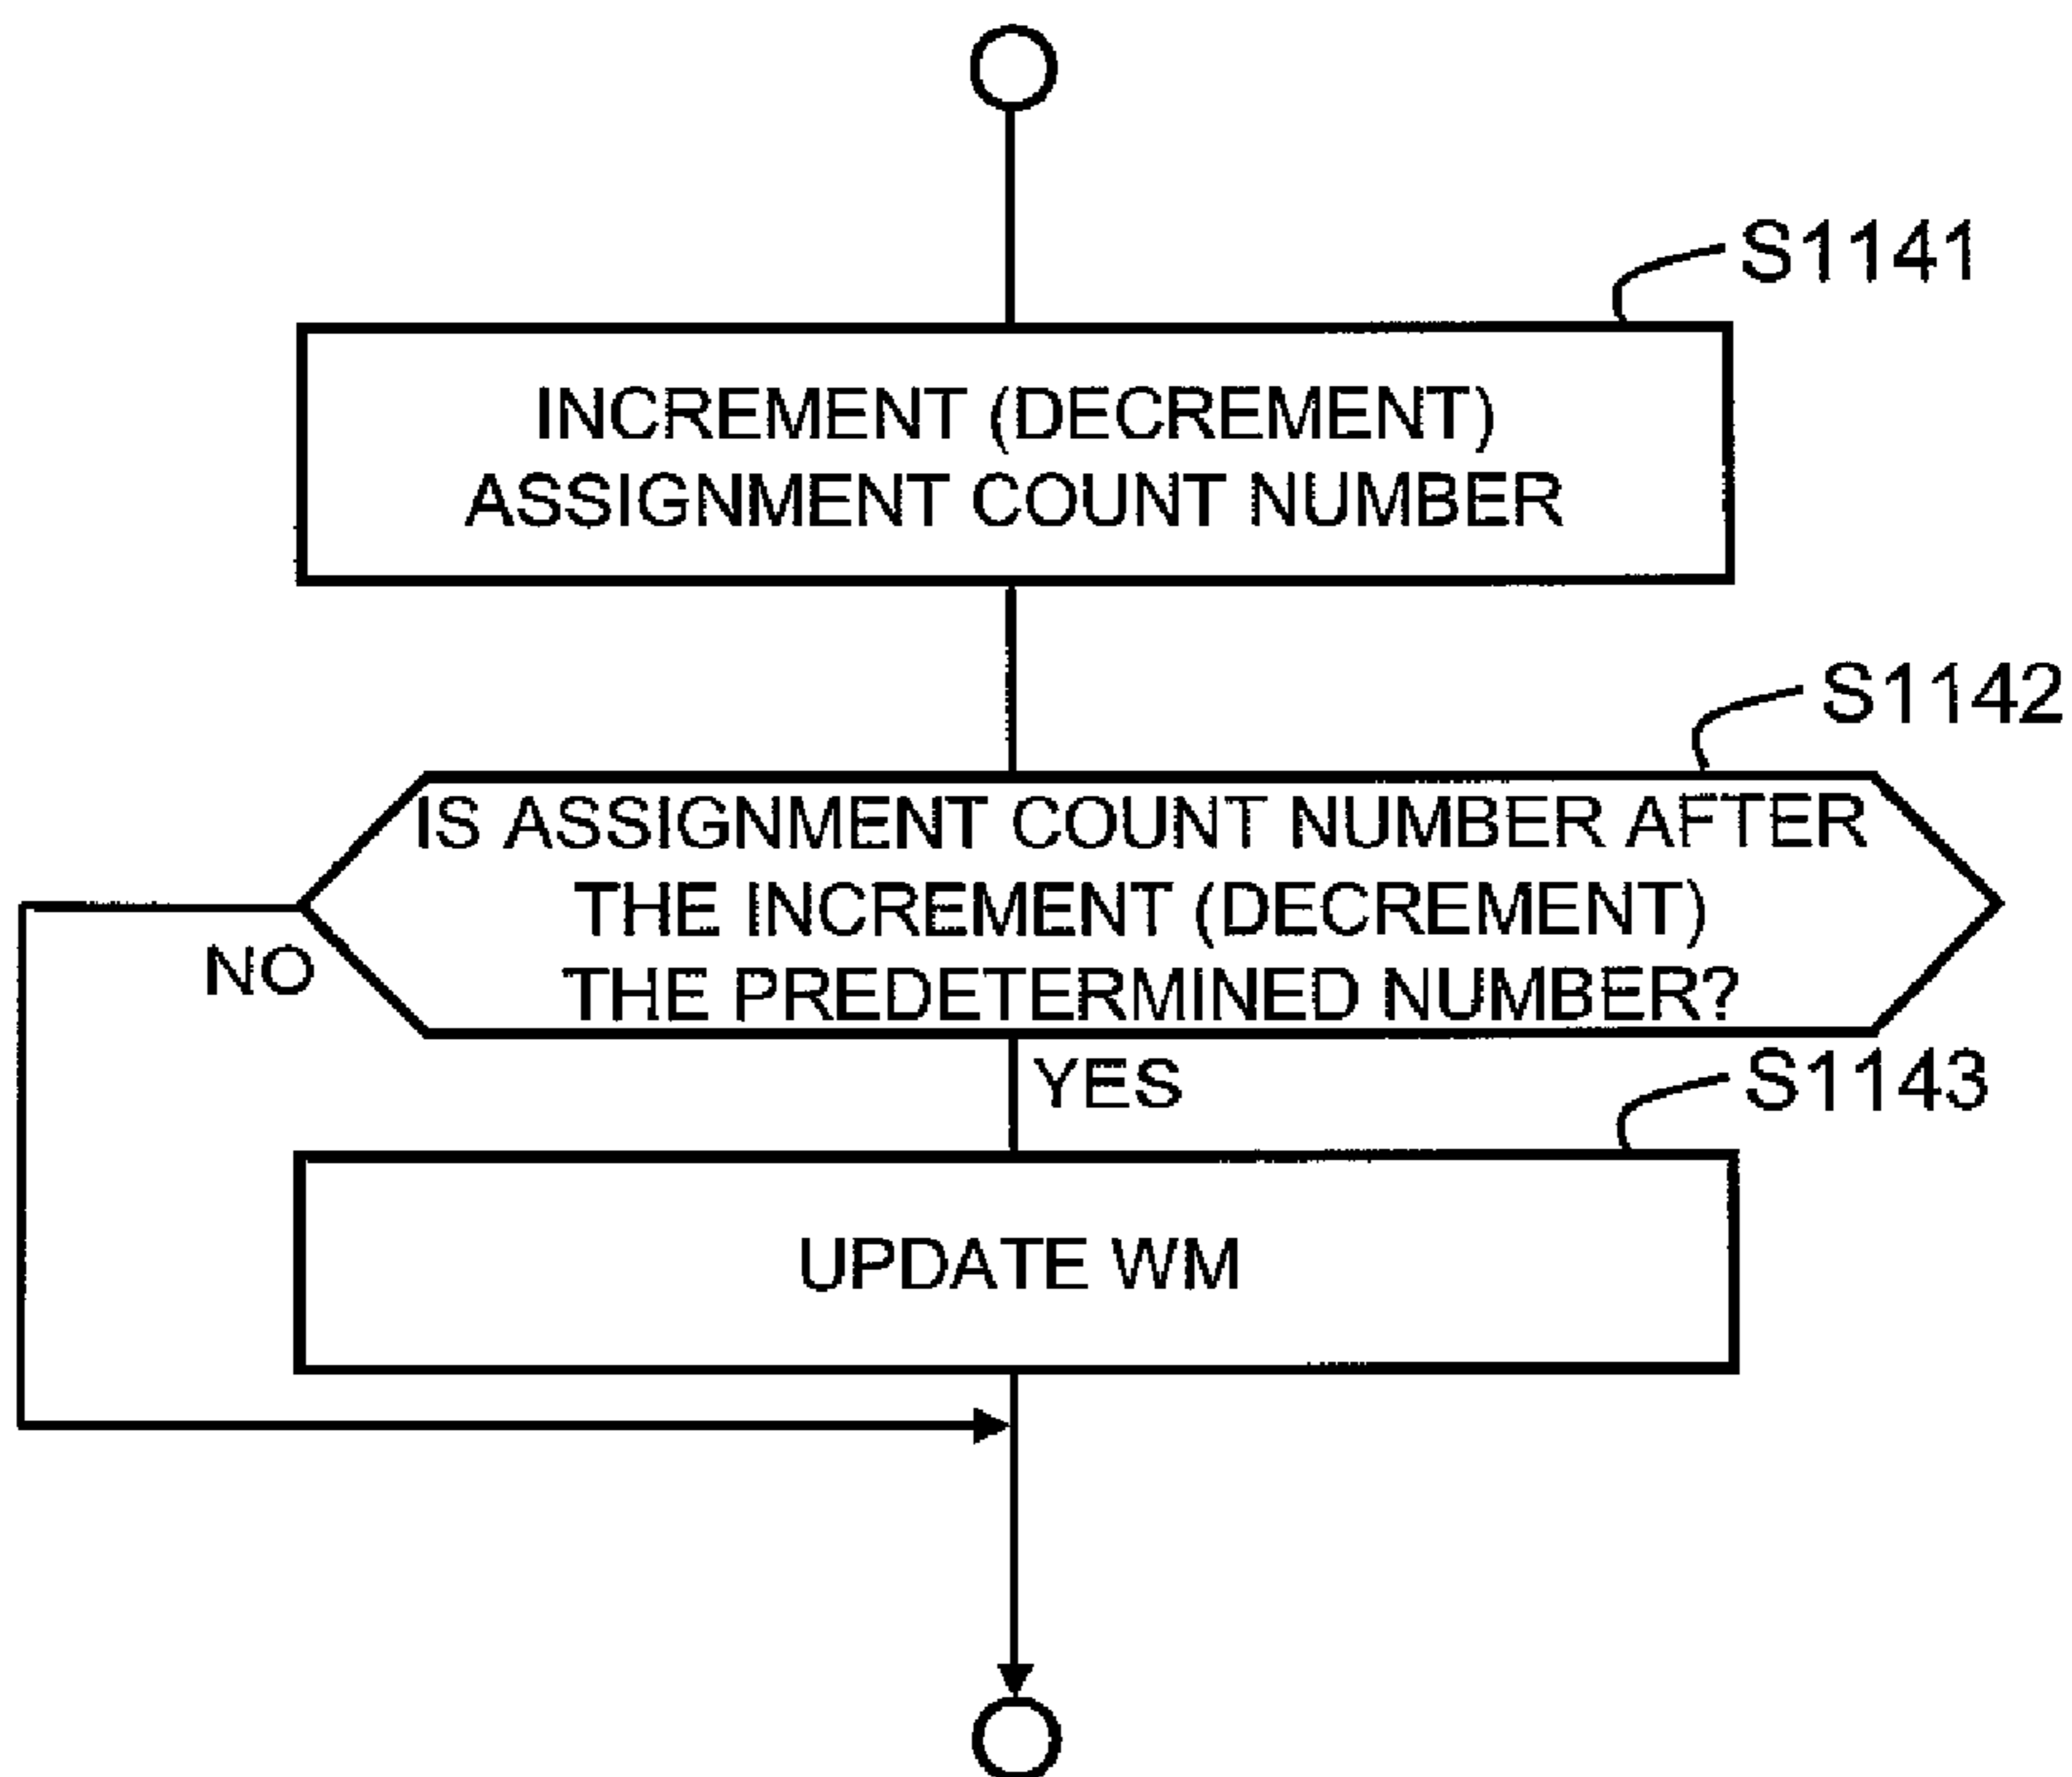 S1141
INCREMENT (DECREMENT)
ASSIGNMENT COUNT NUMBER
S1142
IS ASSIGNMENT COUNT NUMBER AFTER
THE INCREMENT (DECREMENT)
THE PREDETERMINED NUMBER?
NO
YES
S1143
UPDATE WM